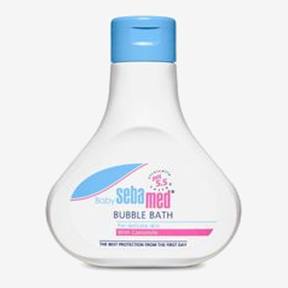 Baby sebamed
pH
5.5
BUBBLE BATH
For delicate skin
With Camomile
THE BEST PROTECTION FROM THE FIRST DAY